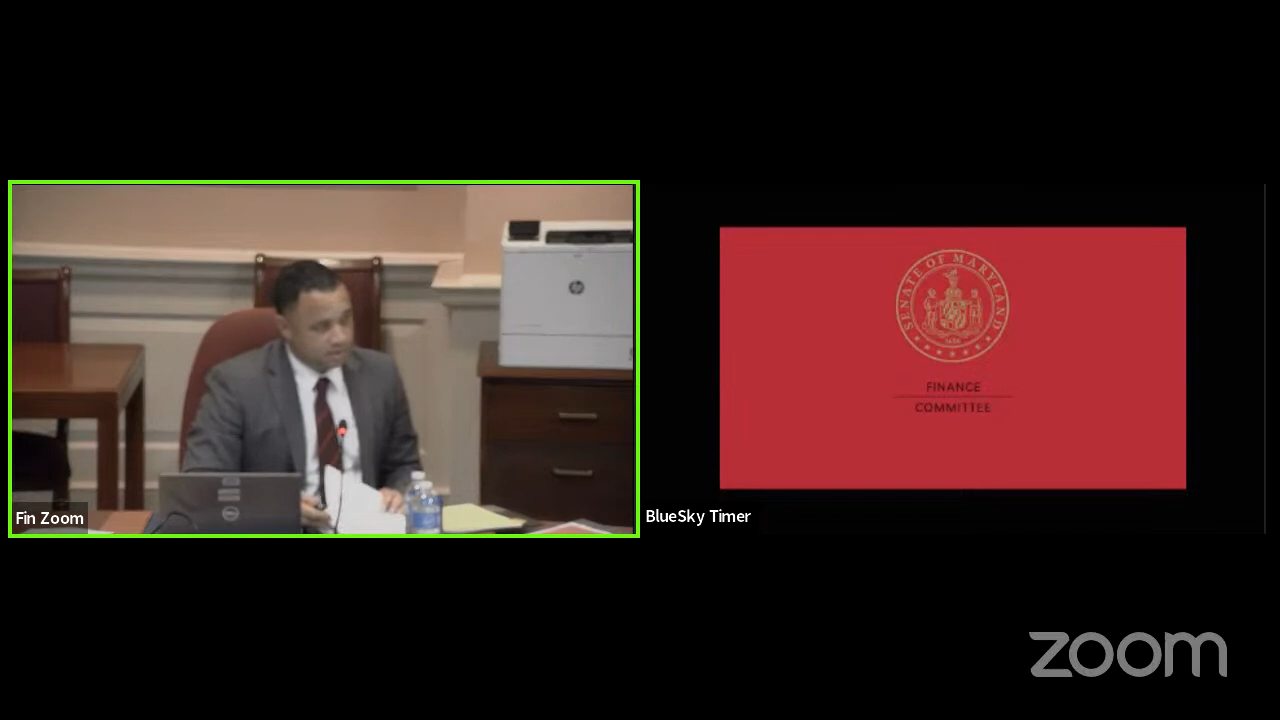 Fin Zoom
SENATE OF MARYLAND
FINANCE
COMMITTEE
BlueSky Timer
zoom